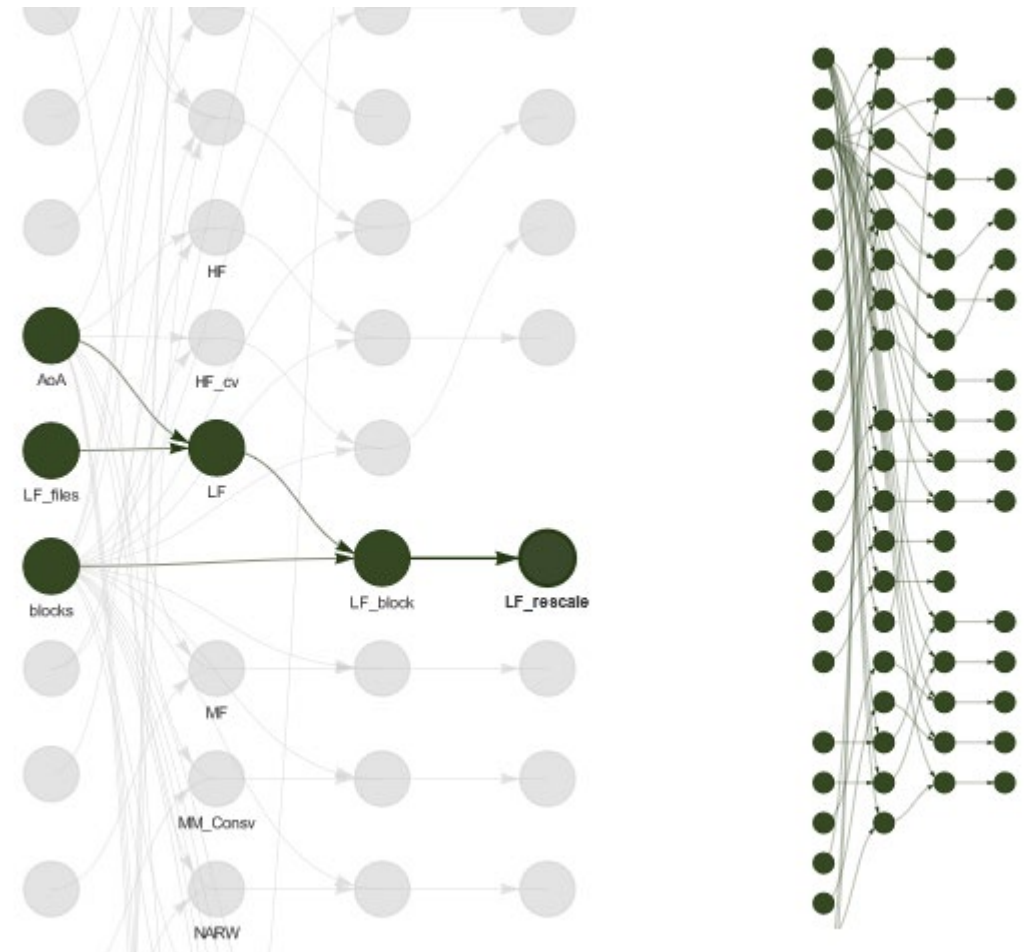 HF
AoA
HF_cv
LF_files
LF
blocks
LF_block
LF_rescale
MF
MM_Consv
NARW